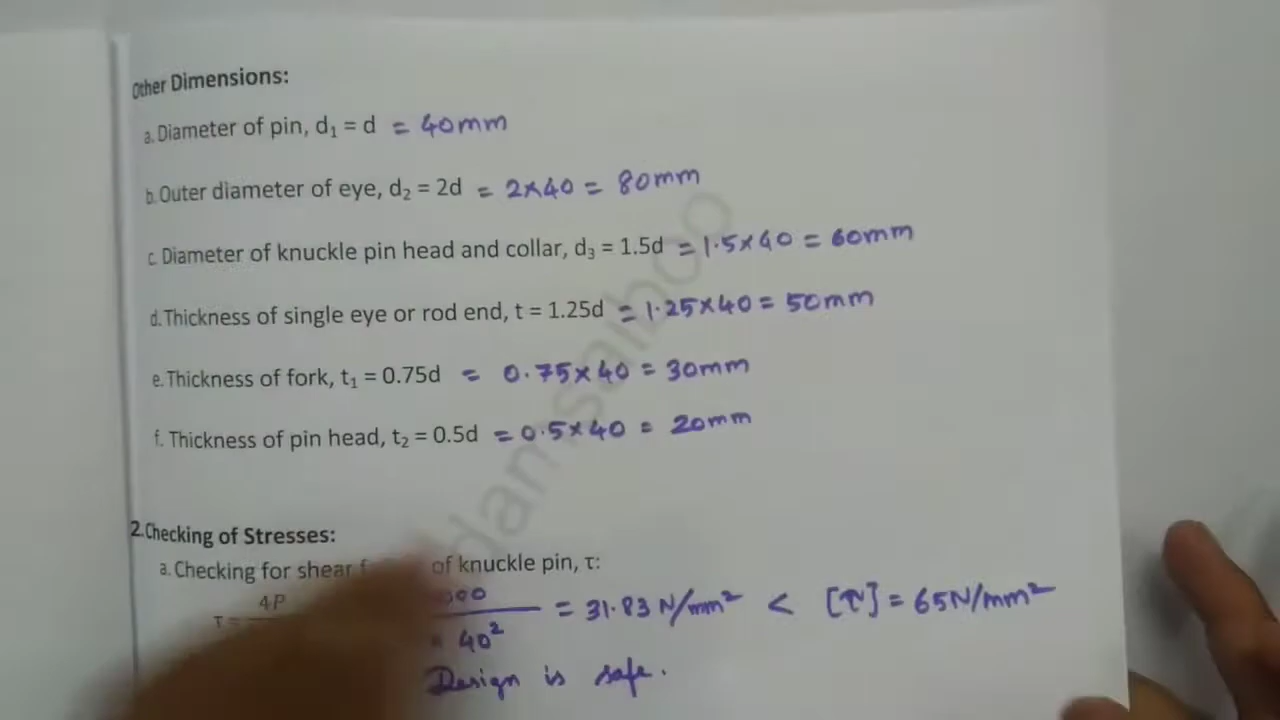 Other Dimensions:
a. Diameter of pin, d₁ = d = 40mm
b. Outer diameter of eye, d₂ = 2d = 2×40 = 80mm
c. Diameter of knuckle pin head and collar, d₃ = 1.5d = 1.5×40 = 60mm
d. Thickness of single eye or rod end, t = 1.25d = 1.25×40 = 50mm
e. Thickness of fork, t₁ = 0.75d = 0.75×40 = 30mm
f. Thickness of pin head, t₂ = 0.5d = 0.5×40 = 20mm
2. Checking of Stresses:
a. Checking for shear of knuckle pin, τ:
4P
τ = = 31.83 N/mm² < [τ] = 65N/mm²
40²
Design is safe.